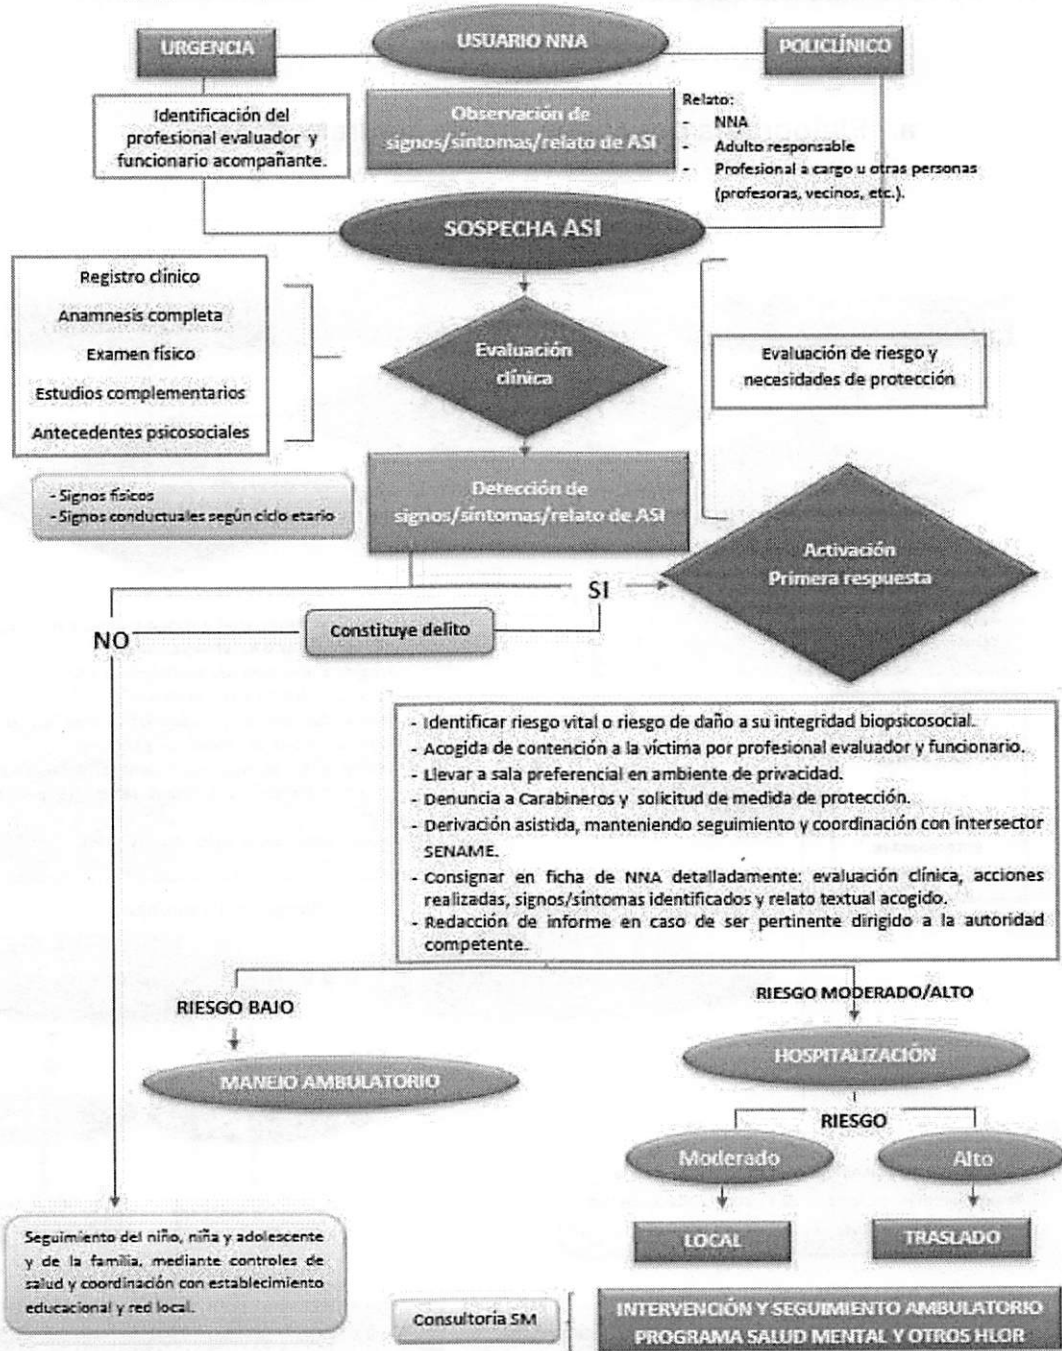 URGENCIA
USUARIO NNA
POLICLÍNICO
Identificación del
profesional evaluador y
funcionario acompañante.
Observación de
signos/síntomas/relato de ASI
Relato:
- NNA
- Adulto responsable
- Profesional a cargo u otras personas
(profesoras, vecinos, etc.).
SOSPECHA ASI
Registro clínico
Anamnesis completa
Examen físico
Estudios complementarios
Antecedentes psicosociales
Evaluación
clínica
Evaluación de riesgo y
necesidades de protección
- Signos físicos
- Signos conductuales según ciclo etario
Detección de
signos/síntomas/relato de ASI
Activación
Primera respuesta
SI
NO
Constituye delito
- Identificar riesgo vital o riesgo de daño a su integridad biopsicosocial.
- Acogida de contención a la víctima por profesional evaluador y funcionario.
- Llevar a sala preferencial en ambiente de privacidad.
- Denuncia a Carabineros y solicitud de medida de protección.
- Derivación asistida, manteniendo seguimiento y coordinación con intersector
SENAME.
- Consignar en ficha de NNA detalladamente: evaluación clínica, acciones
realizadas, signos/síntomas identificados y relato textual acogido.
- Redacción de informe en caso de ser pertinente dirigido a la autoridad
competente.
RIESGO BAJO
RIESGO MODERADO/ALTO
MANEJO AMBULATORIO
HOSPITALIZACIÓN
RIESGO
Moderado
Alto
LOCAL
TRASLADO
Seguimiento del niño, niña y adolescente
y de la familia, mediante controles de
salud y coordinación con establecimiento
educacional y red local.
Consultoria SM
INTERVENCIÓN Y SEGUIMIENTO AMBULATORIO
PROGRAMA SALUD MENTAL Y OTROS HLOR